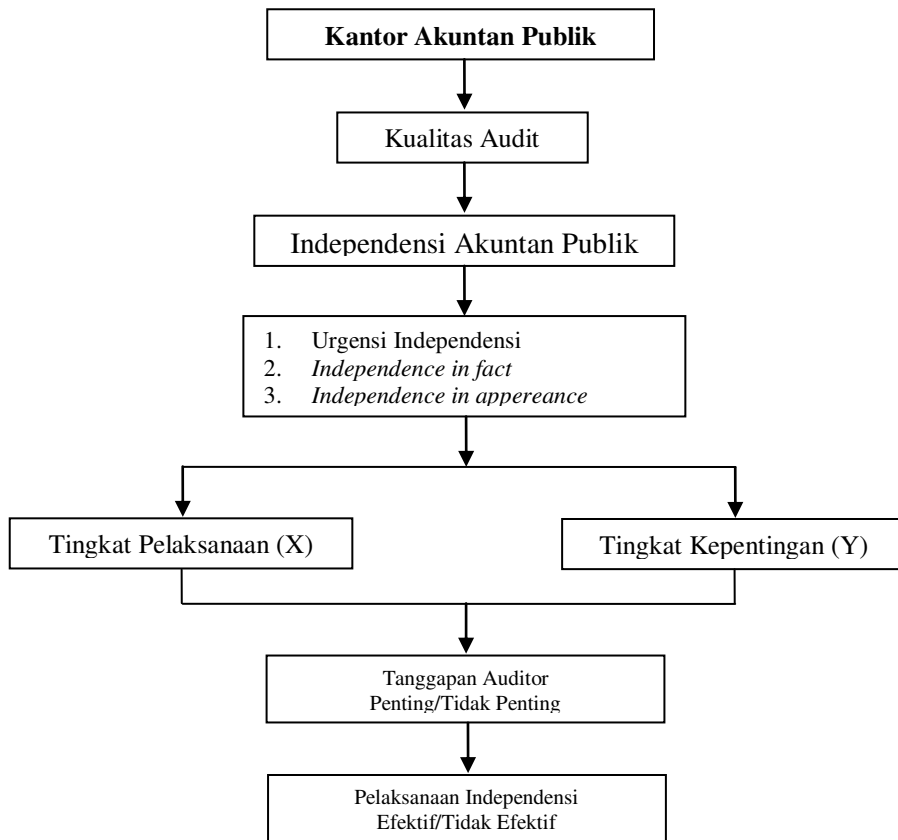 Kantor Akuntan Publik
Kualitas Audit
Independensi Akuntan Publik
1. Urgensi Independensi
2. Independence in fact
3. Independence in appereance
Tingkat Pelaksanaan (X)
Tingkat Kepentingan (Y)
Tanggapan Auditor
Penting/Tidak Penting
Pelaksanaan Independensi
Efektif/Tidak Efektif